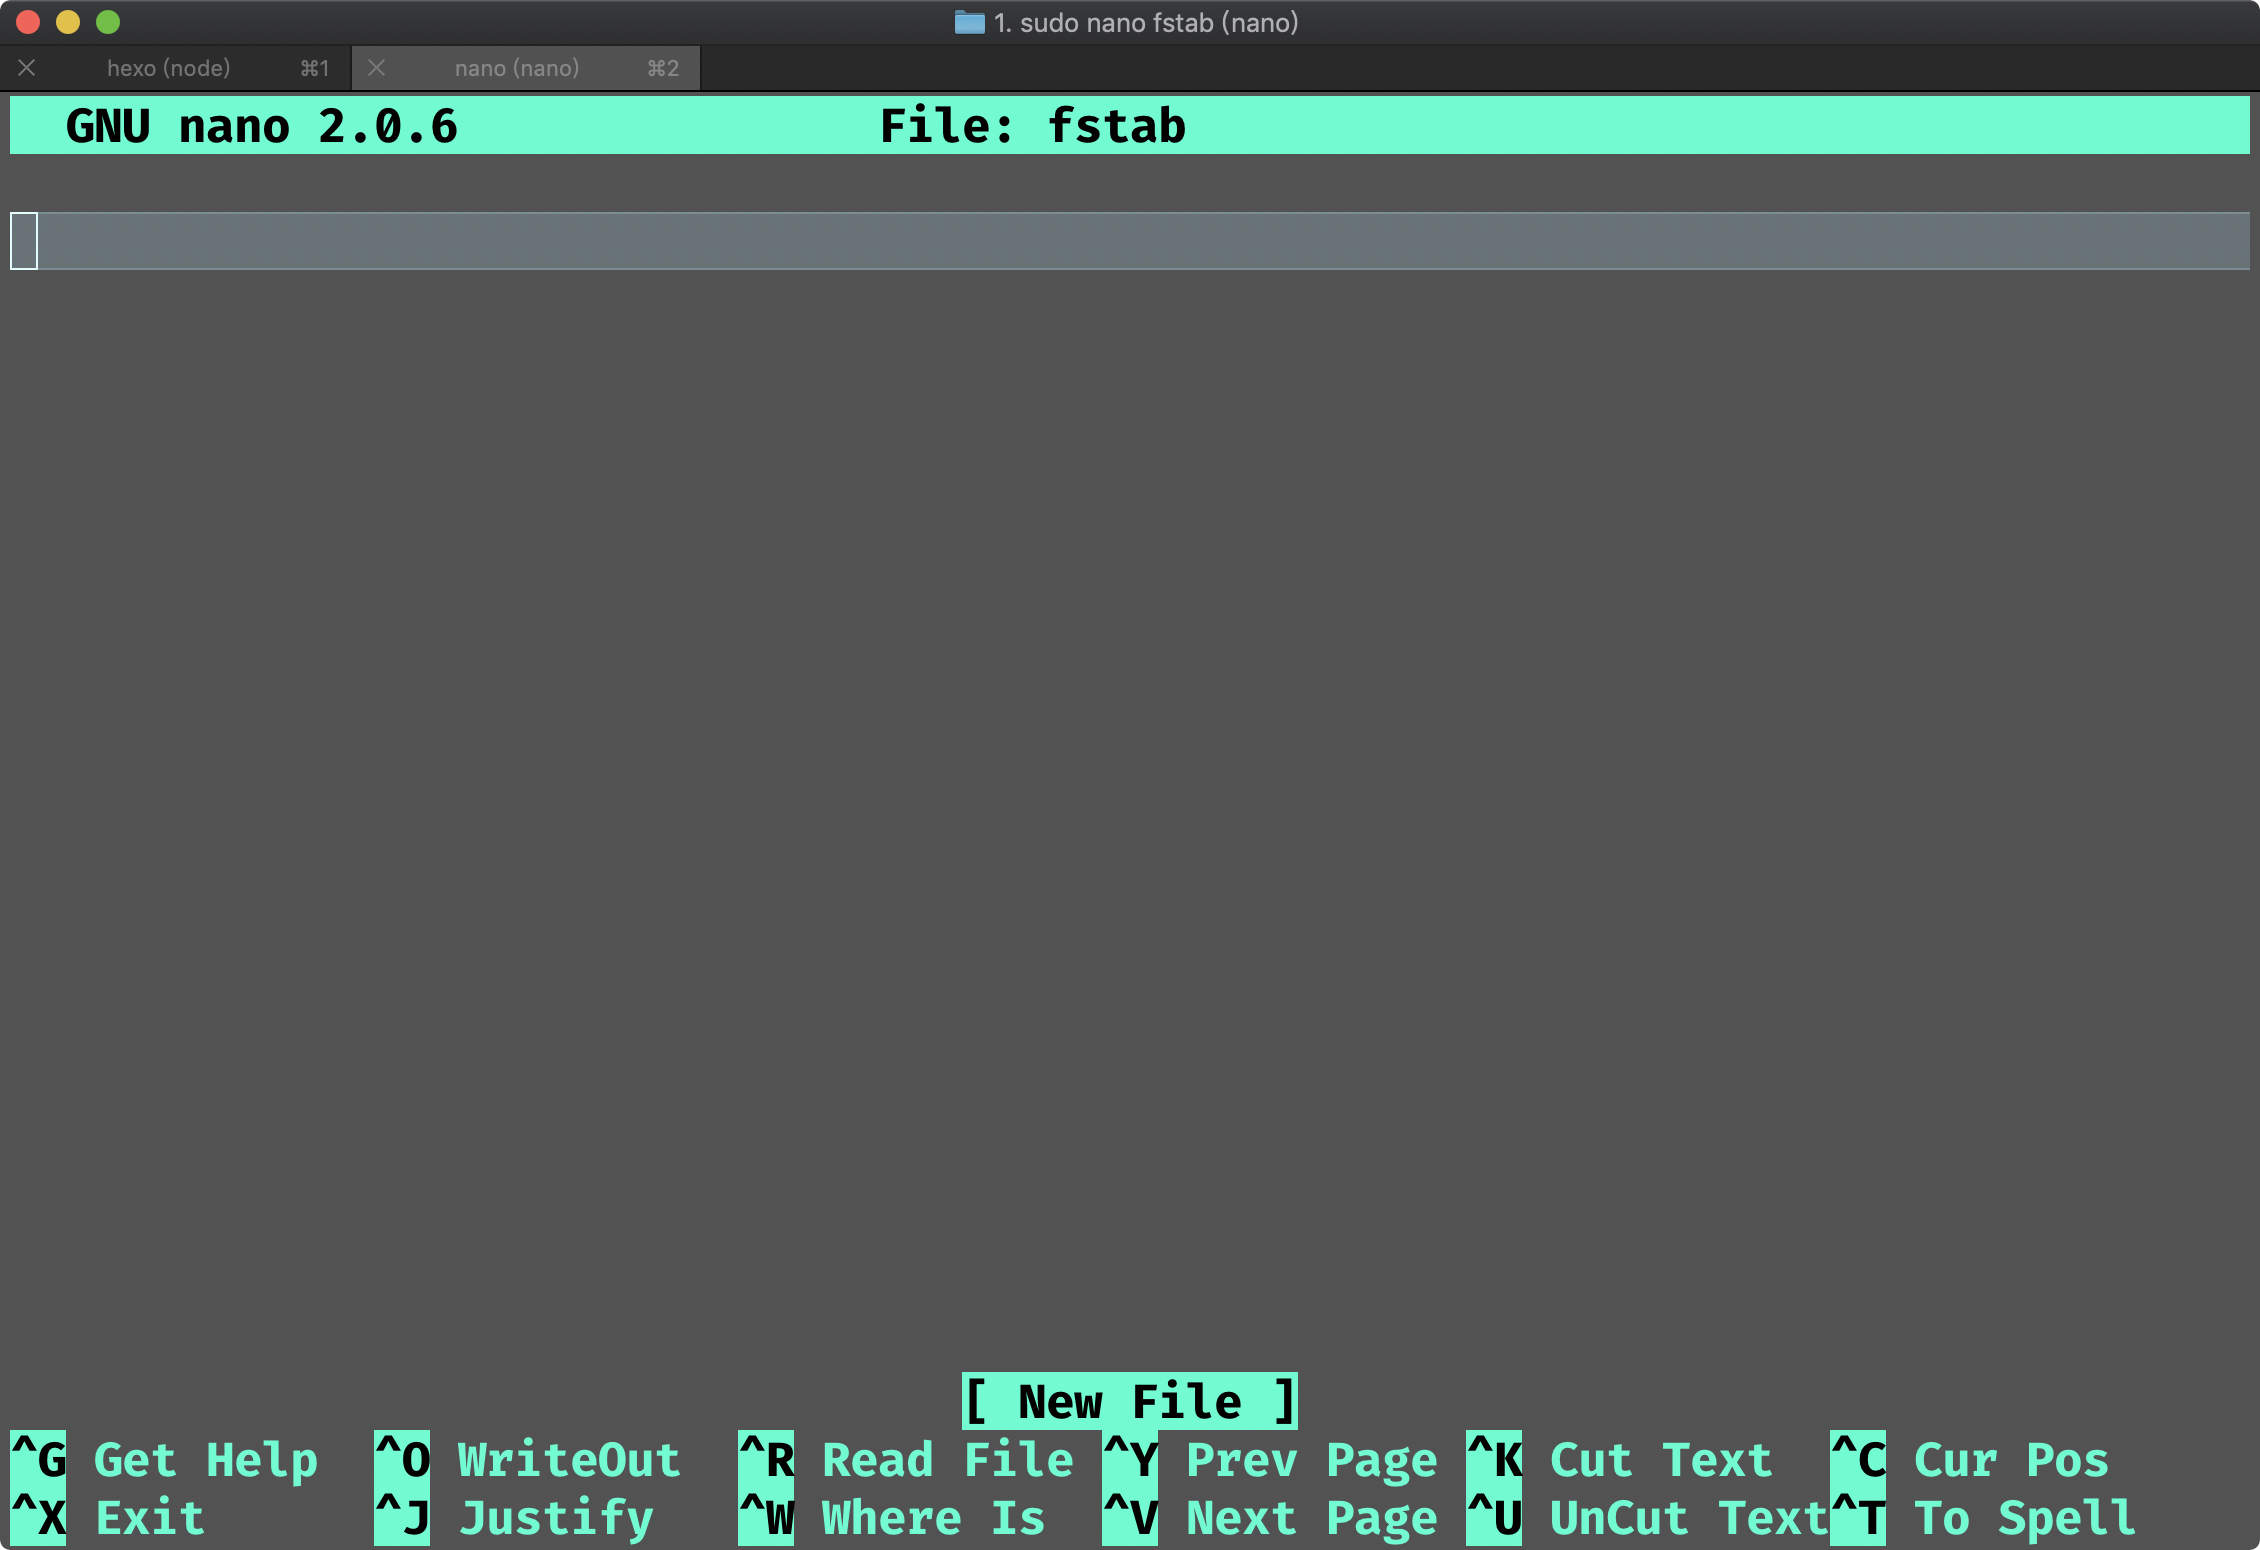 1. sudo nano fstab (nano)
hexo (node) ⌘1 nano (nano) ⌘2
GNU nano 2.0.6 File: fstab
[ New File ]
^G Get Help ^O WriteOut ^R Read File ^Y Prev Page ^K Cut Text ^C Cur Pos
^X Exit ^J Justify ^W Where Is ^V Next Page ^U UnCut Text ^T To Spell